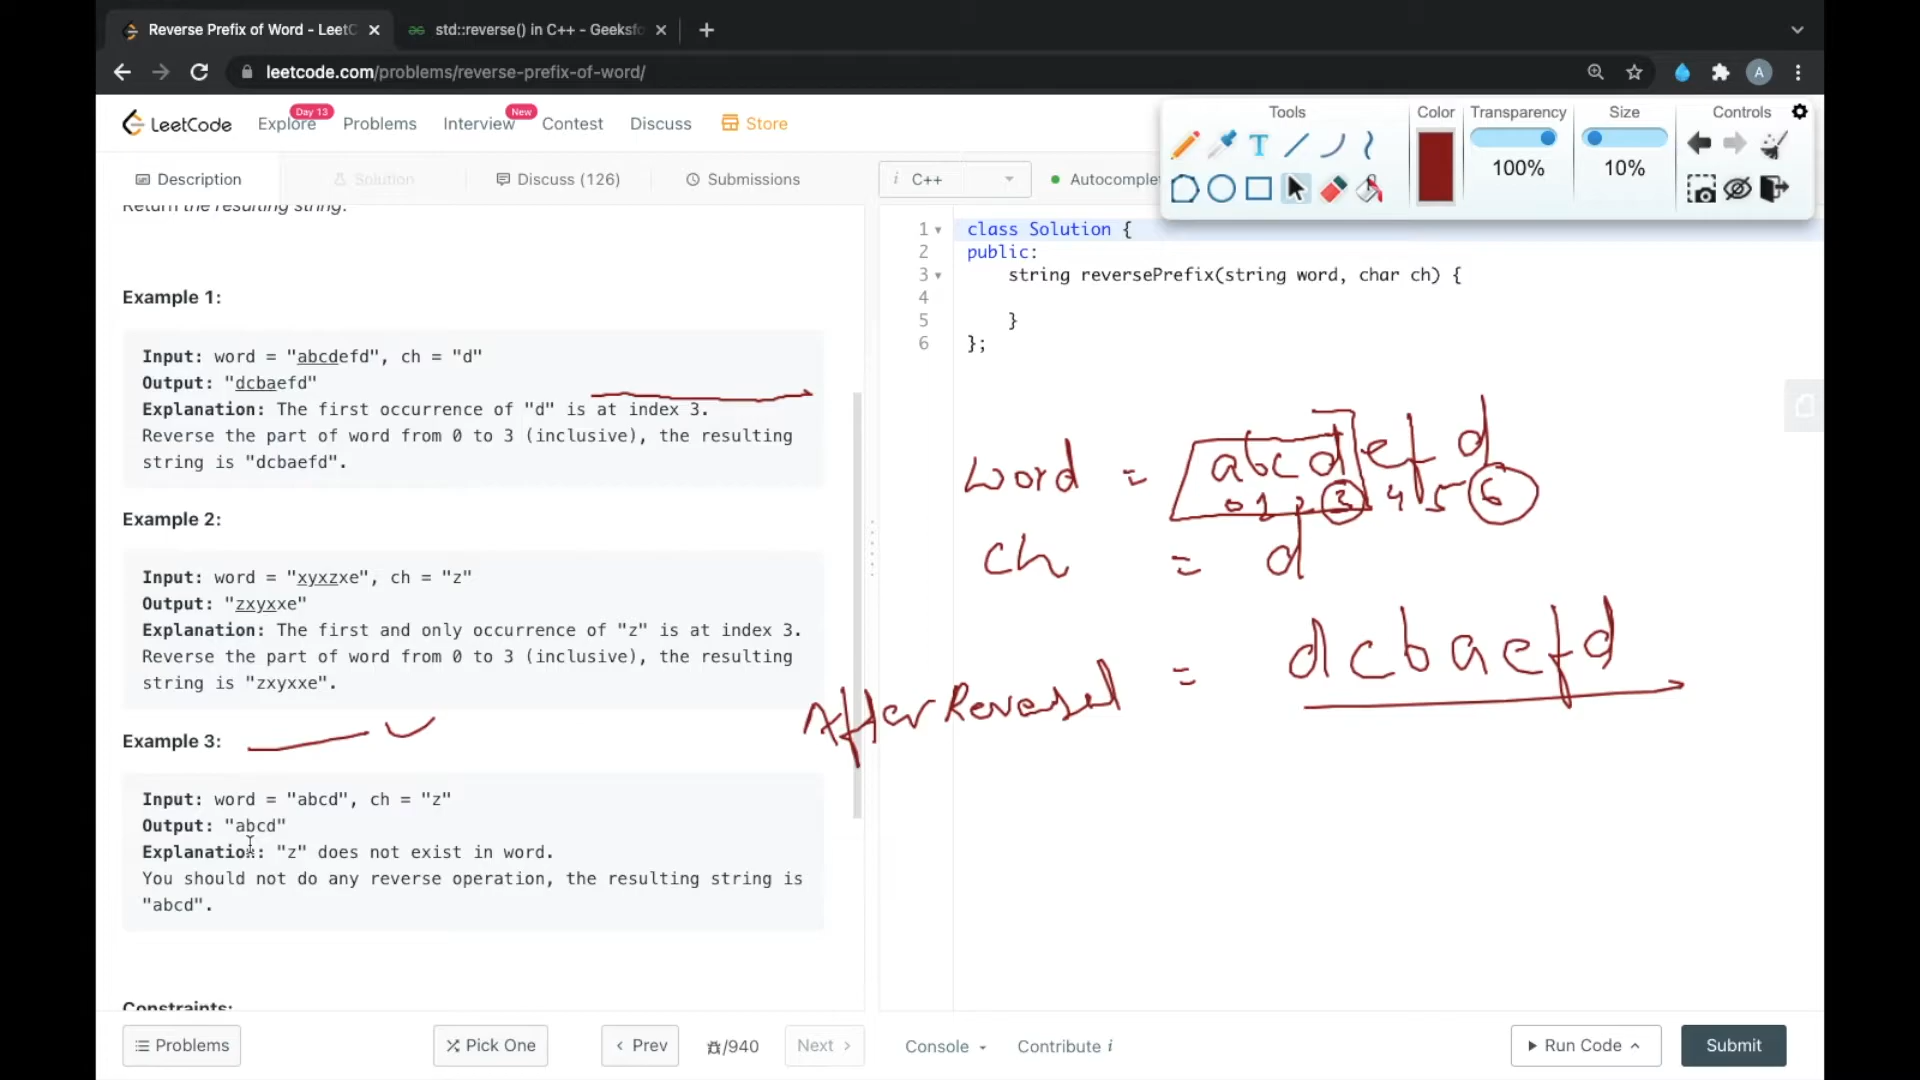 Reverse Prefix of Word - LeetC
std::reverse() in C++ - Geeksfo
leetcode.com/problems/reverse-prefix-of-word/
A
LeetCode
Explore
Day 13
Problems
Interview
New
Contest
Discuss
Store
Tools
Color
Transparency
Size
Controls
T
100%
10%
Description
Solution
Discuss (126)
Submissions
i C++
Autocomplet
Return the resulting string.
Example 1:
Input: word = "abcdefd", ch = "d"
Output: "dcbaefd"
Explanation: The first occurrence of "d" is at index 3.
Reverse the part of word from 0 to 3 (inclusive), the resulting
string is "dcbaefd".
Example 2:
Input: word = "xyxzxe", ch = "z"
Output: "zxyxxe"
Explanation: The first and only occurrence of "z" is at index 3.
Reverse the part of word from 0 to 3 (inclusive), the resulting
string is "zxyxxe".
Example 3:
Input: word = "abcd", ch = "z"
Output: "abcd"
Explanation: "z" does not exist in word.
You should not do any reverse operation, the resulting string is
"abcd".
Constraints:
1 class Solution {
2 public:
3 string reversePrefix(string word, char ch) {
4
5 }
6 };
word = abcdefd
0 1 2 3 4 5 6
ch = d
After Reversed = dcbaefd
Problems
Pick One
Prev
/940
Next
Console
Contribute i
Run Code
Submit